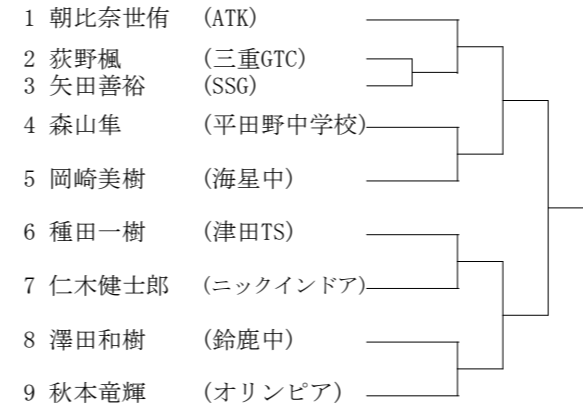 1 朝比奈世侑 (ATK)
2 荻野楓 (三重GTC)
3 矢田善裕 (SSG)
4 森山隼 (平田野中学校)
5 岡崎美樹 (海星中)
6 種田一樹 (津田TS)
7 仁木健士郎 (ニックインドア)
8 澤田和樹 (鈴鹿中)
9 秋本竜輝 (オリンピア)